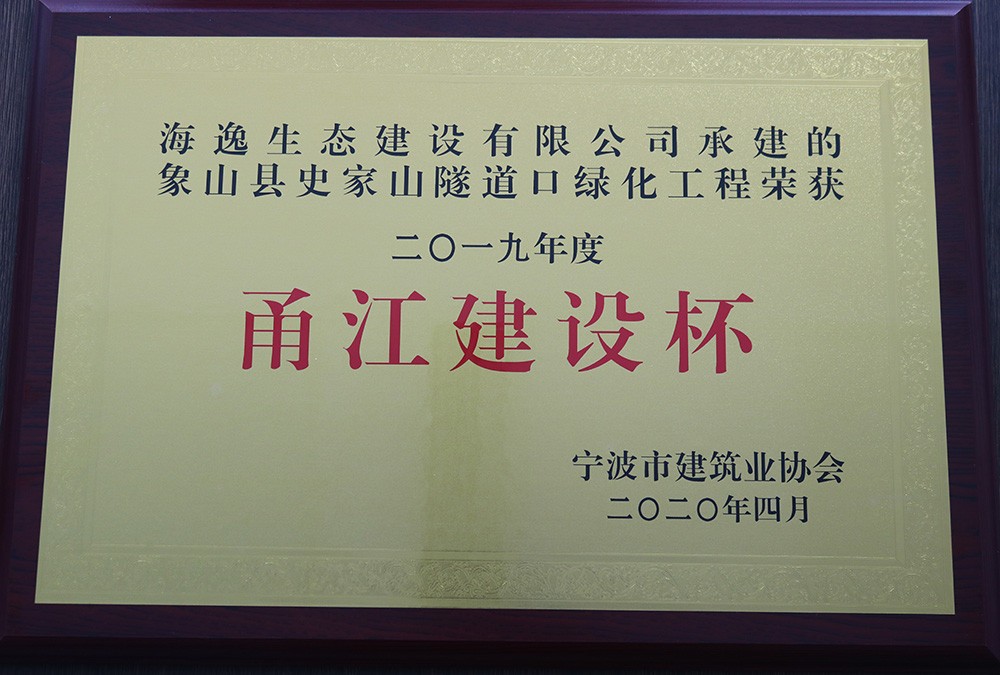 海逸生态建设有限公司承建的
象山县史家山隧道口绿化工程荣获
二〇一九年度
甬江建设杯
宁波市建筑业协会
二〇二〇年四月